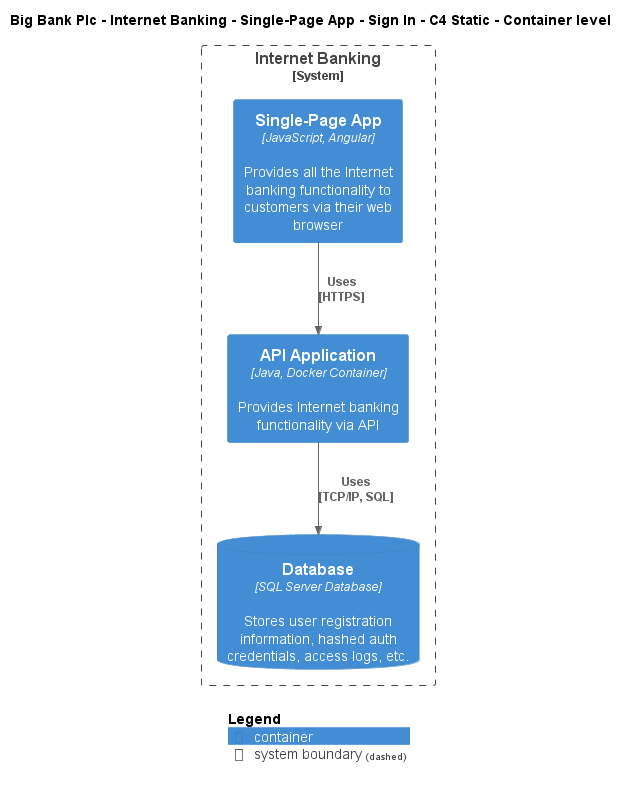 Big Bank Plc - Internet Banking - Single-Page App - Sign In - C4 Static - Container level
Internet Banking
[System]
Single-Page App
[JavaScript, Angular]
Provides all the Internet
banking functionality to
customers via their web
browser
Uses
[HTTPS]
API Application
[Java, Docker Container]
Provides Internet banking
functionality via API
Uses
[TCP/IP, SQL]
Database
[SQL Server Database]
Stores user registration
information, hashed auth
credentials, access logs, etc.
Legend
container
system boundary (dashed)